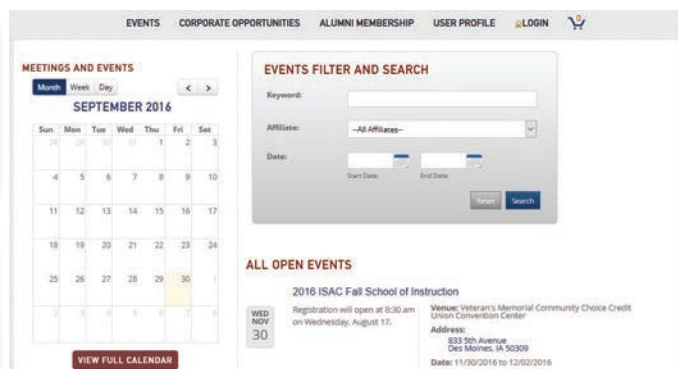 EVENTS CORPORATE OPPORTUNITIES ALUMNI MEMBERSHIP USER PROFILE LOGIN 0
MEETINGS AND EVENTS
Month Week Day < >
SEPTEMBER 2016
Sun Mon Tue Wed Thu Fri Sat
28 29 30 31 1 2 3
4 5 6 7 8 9 10
11 12 13 14 15 16 17
18 19 20 21 22 23 24
25 26 27 28 29 30 1
2 3 4 5 6 7 8
VIEW FULL CALENDAR
EVENTS FILTER AND SEARCH
Keyword:
Affiliate: --All Affiliates--
Date:
Start Date: End Date:
Reset Search
ALL OPEN EVENTS
2016 ISAC Fall School of Instruction
WED
NOV
30
Registration will open at 8:30 am
on Wednesday, August 17.
Venue: Veteran's Memorial Community Choice Credit
Union Convention Center
Address:
833 5th Avenue
Des Moines, IA 50309
Date: 11/30/2016 to 12/02/2016